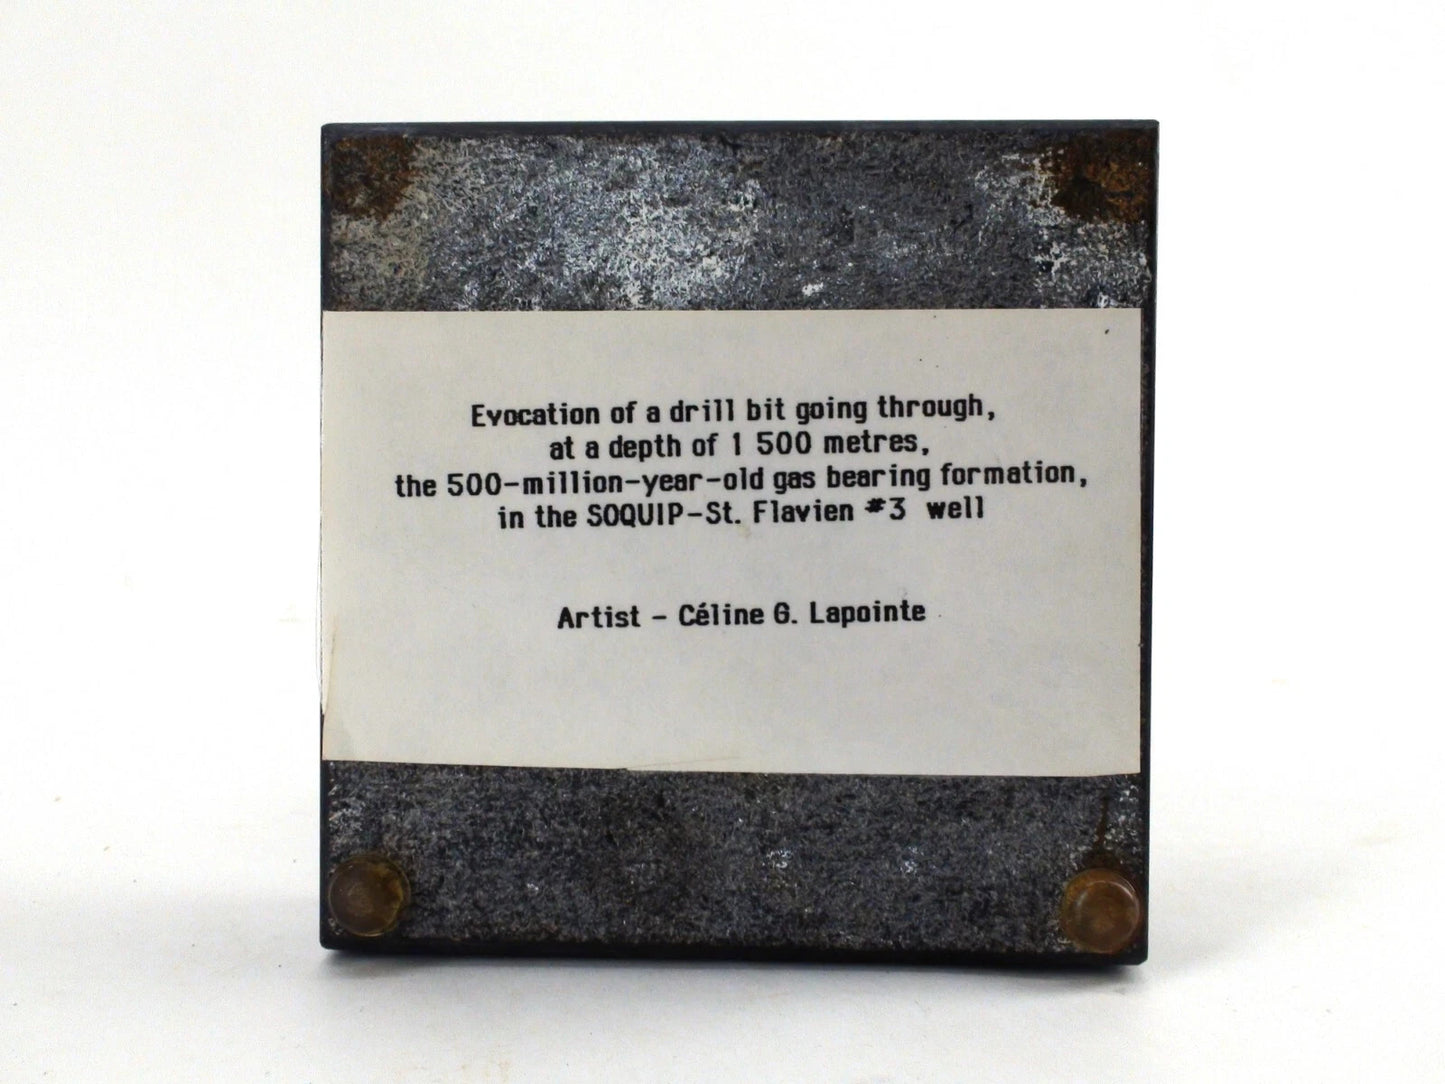 Evocation of a drill bit going through,
at a depth of 1 500 metres,
the 500-million-year-old gas bearing formation,
in the SOQUIP-St. Flavien #3 well
Artist - Céline G. Lapointe